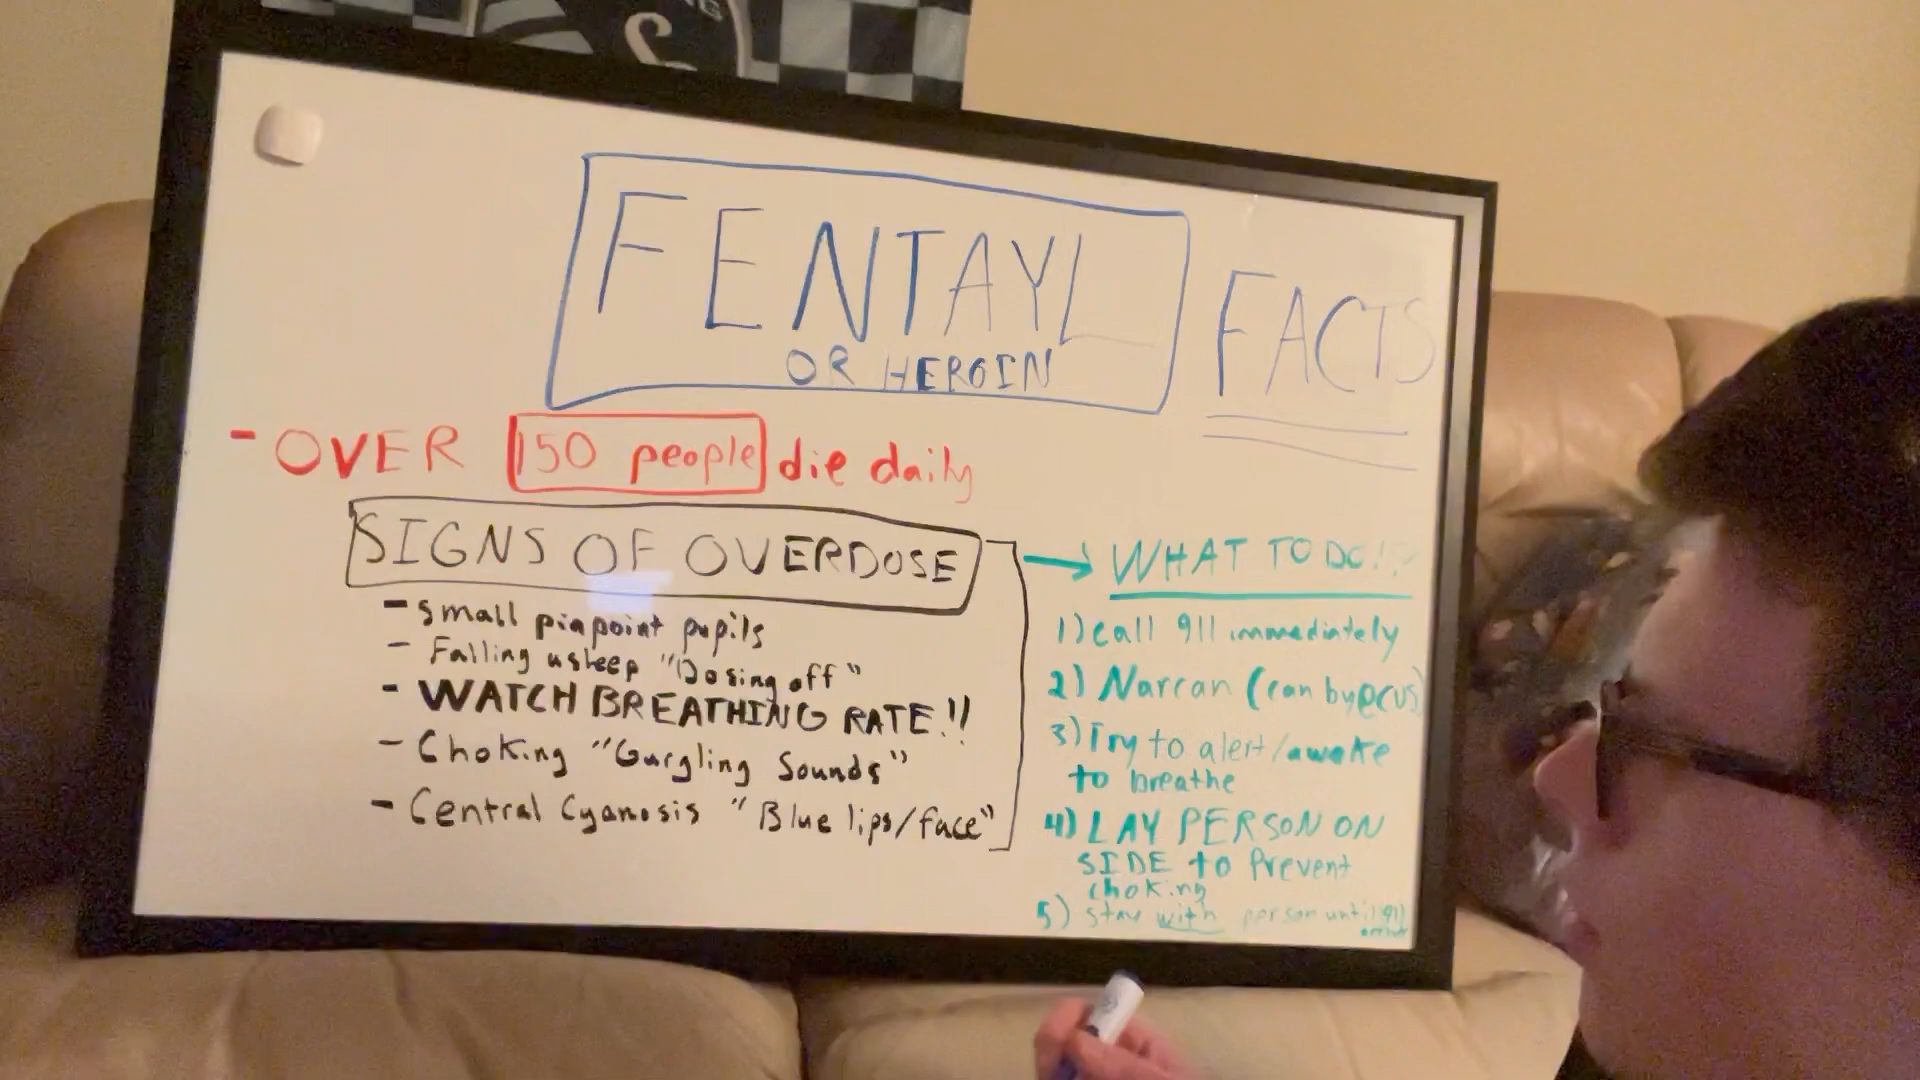 NG
S
FENTAYL
OR HEROIN
FACTS
- OVER 150 people die daily
SIGNS OF OVERDOSE
- small pinpoint pupils
- Falling asleep "Dosing off"
- WATCH BREATHING RATE!!
- Choking "Gurgling Sounds"
- Central Cyanosis "Blue lips/face"
→ WHAT TO DO!?
1) call 911 immediately
2) Narcan (can by @ CVS)
3) Try to alert/awake
to breathe
4) LAY PERSON ON
SIDE to Prevent
choking
5) stay with person until 911